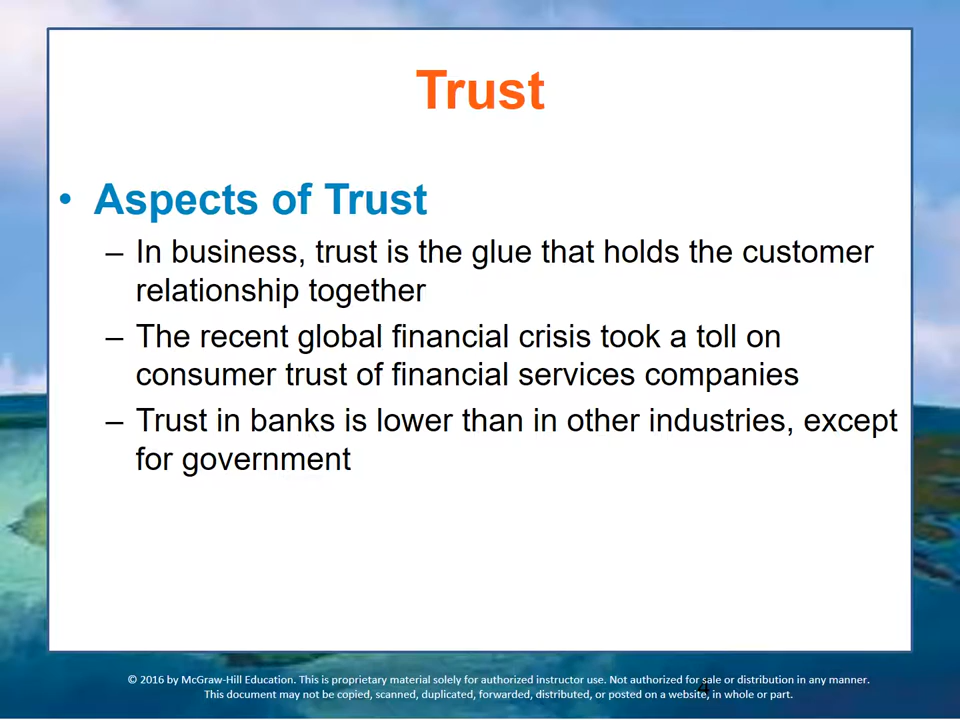 Trust
• Aspects of Trust
– In business, trust is the glue that holds the customer
relationship together
– The recent global financial crisis took a toll on
consumer trust of financial services companies
– Trust in banks is lower than in other industries, except
for government
© 2016 by McGraw-Hill Education. This is proprietary material solely for authorized instructor use. Not authorized for sale or distribution in any manner.
This document may not be copied, scanned, duplicated, forwarded, distributed, or posted on a website, in whole or part.
4